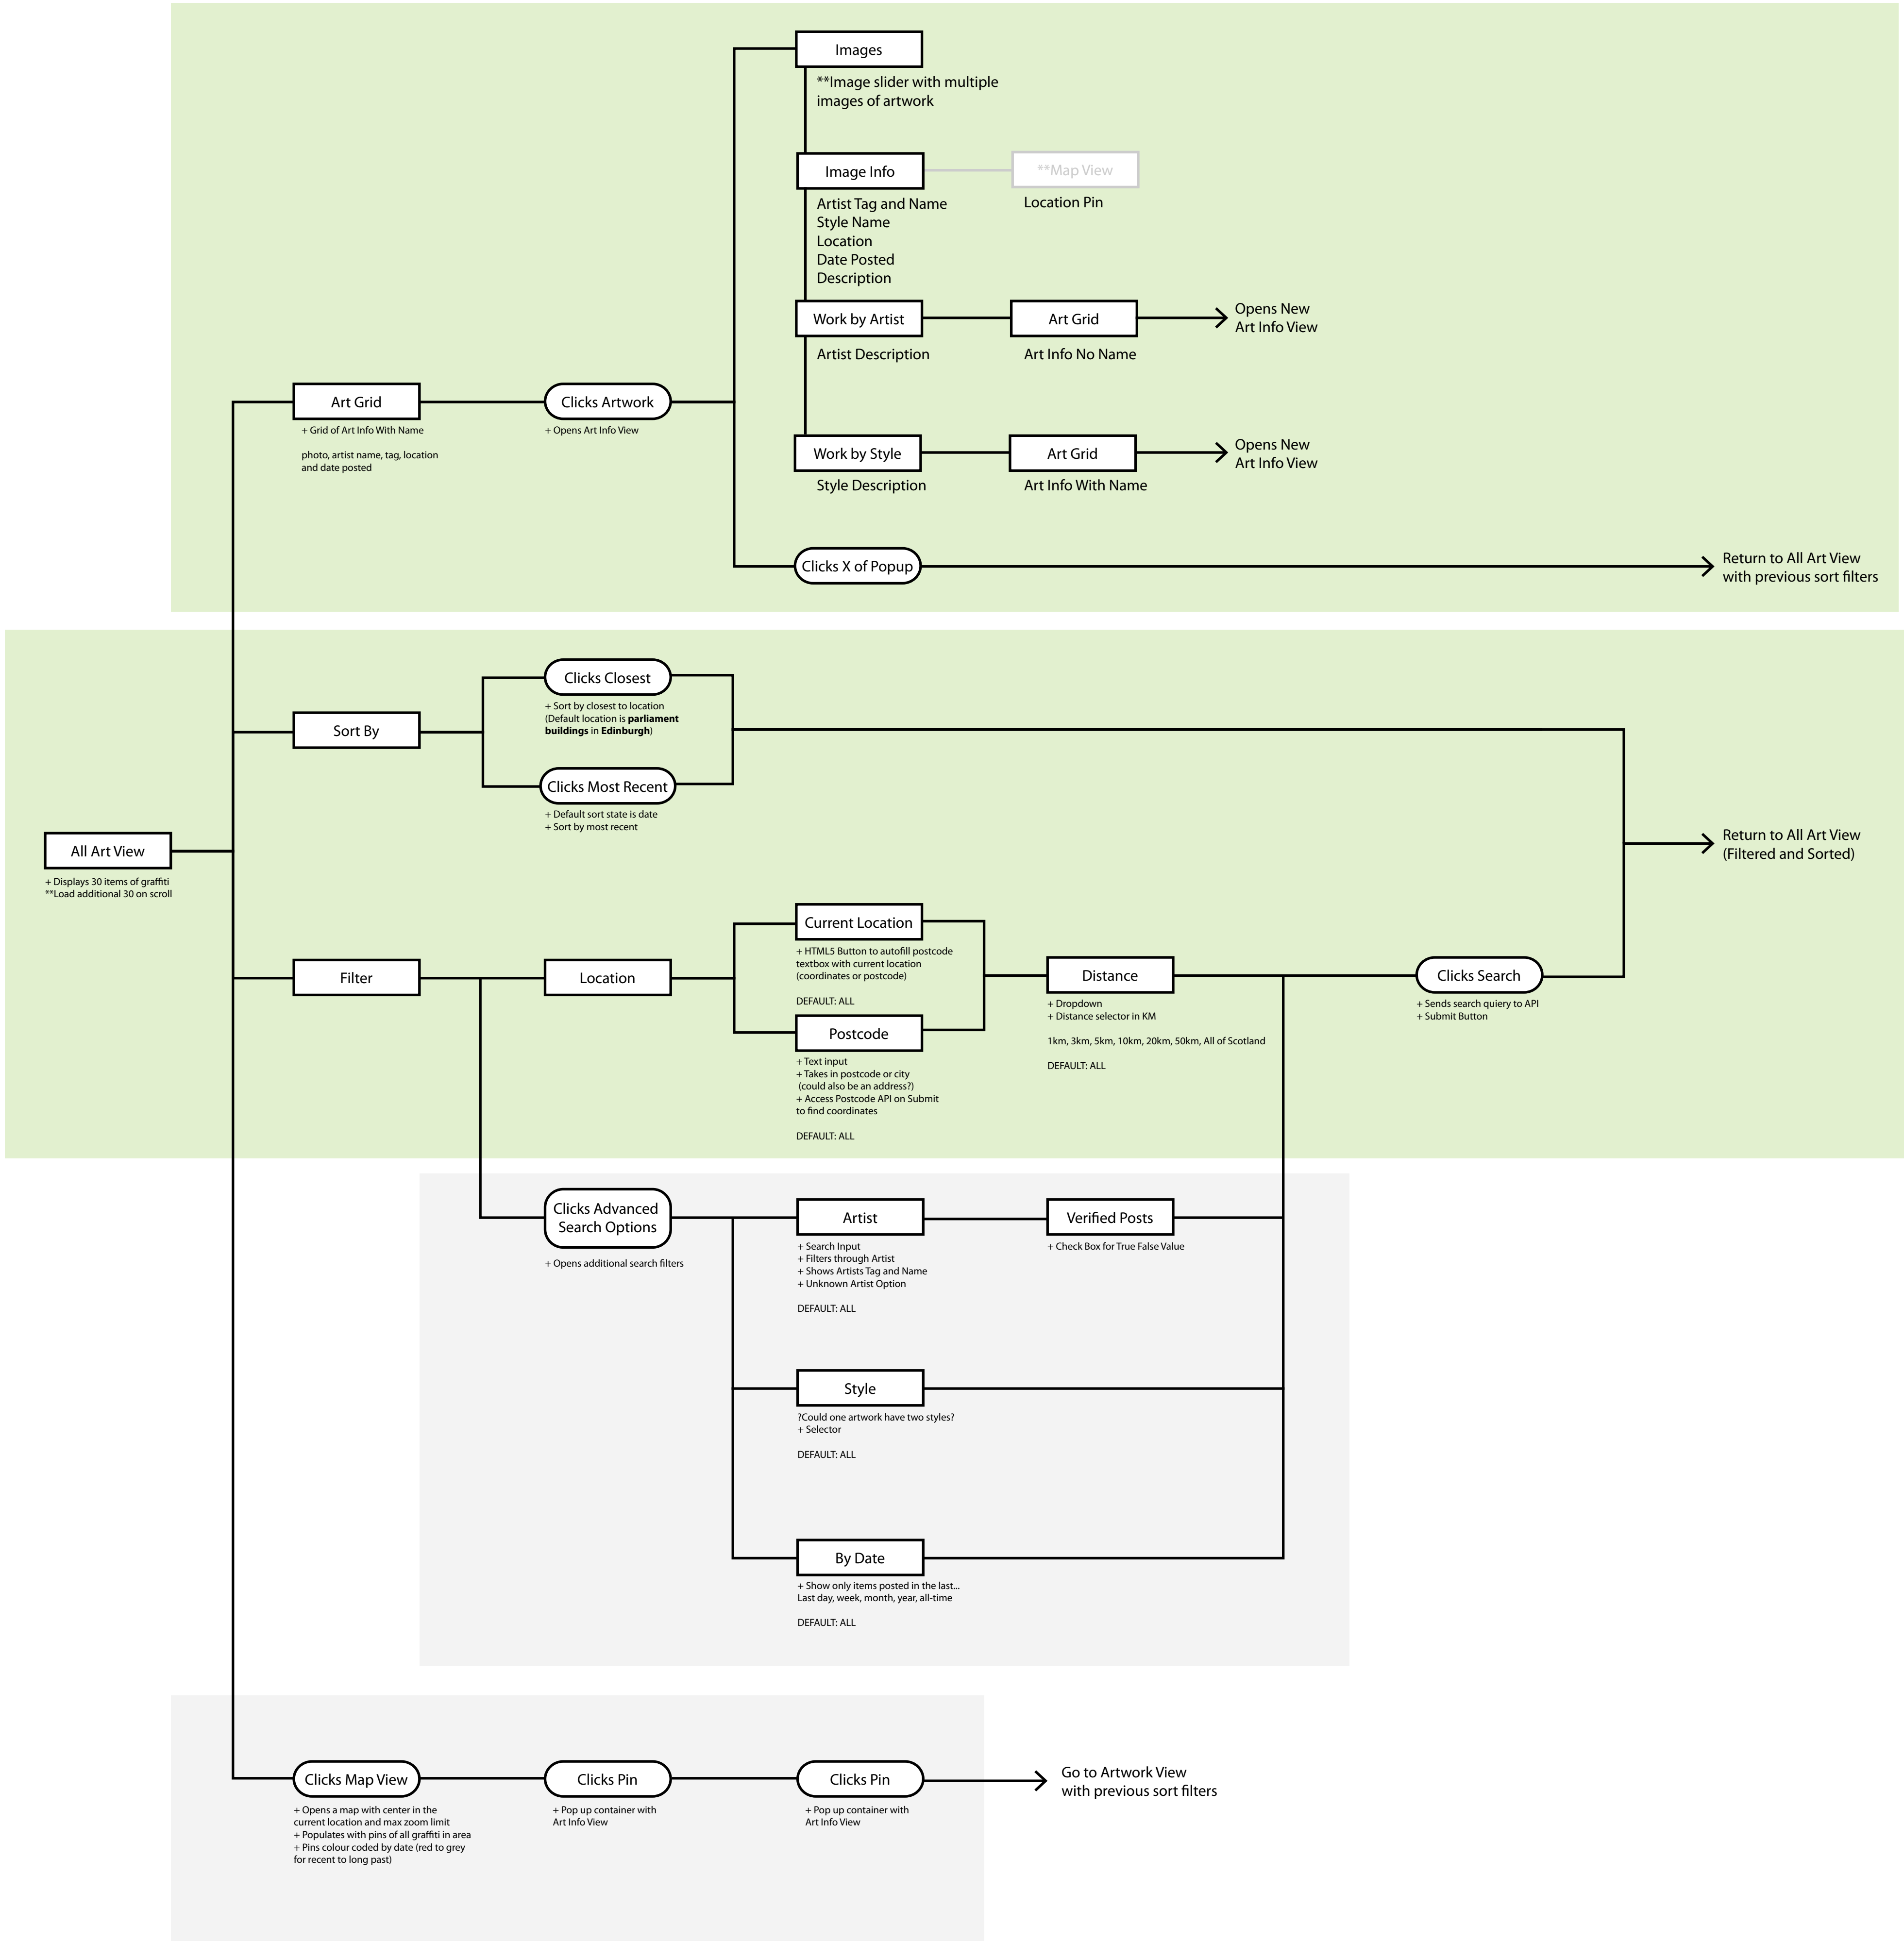 Images
**Image slider with multiple
images of artwork
Image Info
**Map View
Artist Tag and Name
Style Name
Location
Date Posted
Description
Location Pin
Work by Artist
Art Grid
Opens New
Art Info View
Artist Description
Art Info No Name
Art Grid
+ Grid of Art Info With Name
photo, artist name, tag, location
and date posted
Clicks Artwork
+ Opens Art Info View
Work by Style
Art Grid
Opens New
Art Info View
Style Description
Art Info With Name
Clicks X of Popup
Return to All Art View
with previous sort filters
Clicks Closest
+ Sort by closest to location
(Default location is parliament
buildings in Edinburgh)
Sort By
Clicks Most Recent
+ Default sort state is date
+ Sort by most recent
All Art View
+ Displays 30 items of graffiti
**Load additional 30 on scroll
Return to All Art View
(Filtered and Sorted)
Filter
Location
Current Location
+ HTML5 Button to autofill postcode
textbox with current location
(coordinates or postcode)
DEFAULT: ALL
Postcode
+ Text input
+ Takes in postcode or city
(could also be an address?)
+ Access Postcode API on Submit
to find coordinates
DEFAULT: ALL
Distance
+ Dropdown
+ Distance selector in KM
1km, 3km, 5km, 10km, 20km, 50km, All of Scotland
DEFAULT: ALL
Clicks Search
+ Sends search quiery to API
+ Submit Button
Clicks Advanced
Search Options
+ Opens additional search filters
Artist
+ Search Input
+ Filters through Artist
+ Shows Artists Tag and Name
+ Unknown Artist Option
DEFAULT: ALL
Verified Posts
+ Check Box for True False Value
Style
?Could one artwork have two styles?
+ Selector
DEFAULT: ALL
By Date
+ Show only items posted in the last...
Last day, week, month, year, all-time
DEFAULT: ALL
Clicks Map View
+ Opens a map with center in the
current location and max zoom limit
+ Populates with pins of all graffiti in area
+ Pins colour coded by date (red to grey
for recent to long past)
Clicks Pin
+ Pop up container with
Art Info View
Clicks Pin
+ Pop up container with
Art Info View
Go to Artwork View
with previous sort filters